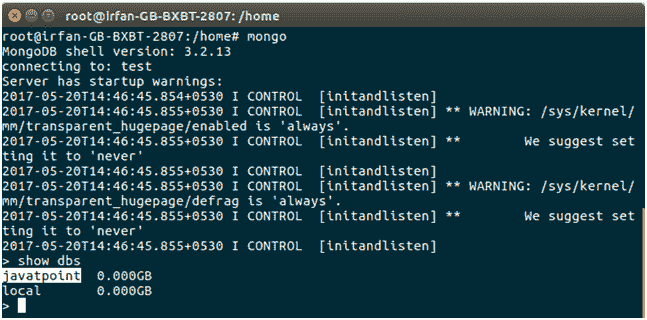 root@irfan-GB-BXBT-2807: /home
root@irfan-GB-BXBT-2807:/home# mongo
MongoDB shell version: 3.2.13
connecting to: test
Server has startup warnings:
2017-05-20T14:46:45.854+0530 I CONTROL  [initandlisten]
2017-05-20T14:46:45.855+0530 I CONTROL  [initandlisten] ** WARNING: /sys/kernel/
mm/transparent_hugepage/enabled is 'always'.
2017-05-20T14:46:45.855+0530 I CONTROL  [initandlisten] **        We suggest set
ting it to 'never'
2017-05-20T14:46:45.855+0530 I CONTROL  [initandlisten]
2017-05-20T14:46:45.855+0530 I CONTROL  [initandlisten] ** WARNING: /sys/kernel/
mm/transparent_hugepage/defrag is 'always'.
2017-05-20T14:46:45.855+0530 I CONTROL  [initandlisten] **        We suggest set
ting it to 'never'
2017-05-20T14:46:45.855+0530 I CONTROL  [initandlisten]
> show dbs
javatpoint  0.000GB
local       0.000GB
>